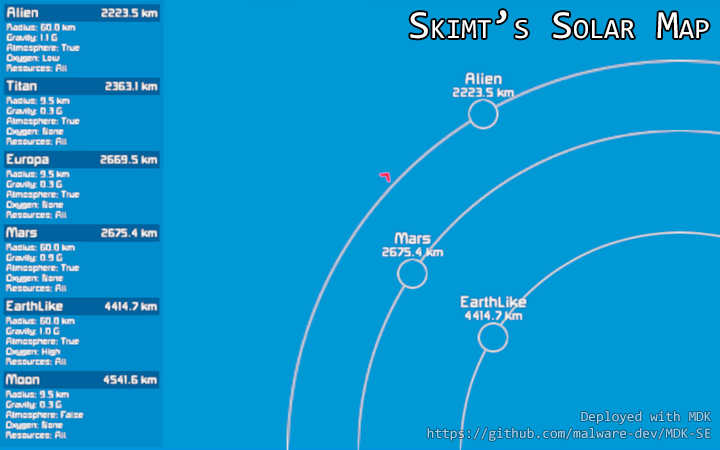 Skimt's Solar Map
Alien 2223.5 km
Radius: 60.0 km
Gravity: 1.1 G
Atmosphere: True
Oxygen: Low
Resources: All
Titan 2363.1 km
Radius: 9.5 km
Gravity: 0.3 G
Atmosphere: True
Oxygen: None
Resources: All
Europa 2669.5 km
Radius: 9.5 km
Gravity: 0.3 G
Atmosphere: True
Oxygen: None
Resources: All
Mars 2675.4 km
Radius: 60.0 km
Gravity: 0.9 G
Atmosphere: True
Oxygen: None
Resources: All
EarthLike 4414.7 km
Radius: 60.0 km
Gravity: 1.0 G
Atmosphere: True
Oxygen: High
Resources: All
Moon 4541.6 km
Radius: 9.5 km
Gravity: 0.3 G
Atmosphere: False
Oxygen: None
Resources: All
Alien
2223.5 km
Mars
2675.4 km
EarthLike
4414.7 km
Deployed with MDK
https://github.com/malware-dev/MDK-SE